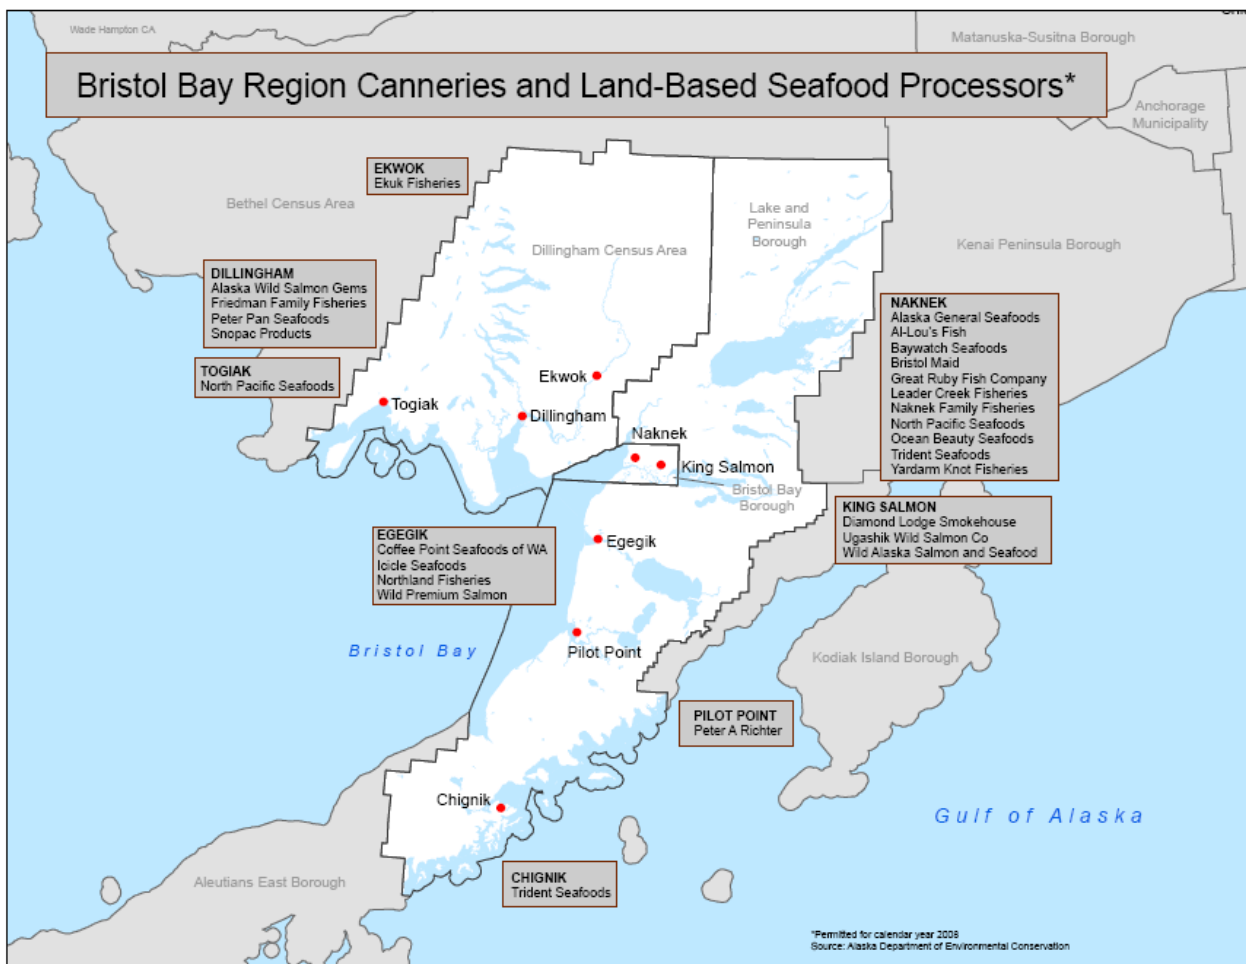 Wade Hampton CA
Matanuska-Susitna Borough
Bristol Bay Region Canneries and Land-Based Seafood Processors*
Anchorage
Municipality
EKWOK
Ekuk Fisheries
Bethel Census Area
Lake and
Peninsula
Borough
Dillingham Census Area
Kenai Peninsula Borough
DILLINGHAM
Alaska Wild Salmon Gems
Friedman Family Fisheries
Peter Pan Seafoods
Snopac Products
NAKNEK
Alaska General Seafoods
Al-Lou's Fish
Baywatch Seafoods
Bristol Maid
Great Ruby Fish Company
Leader Creek Fisheries
Naknek Family Fisheries
North Pacific Seafoods
Ocean Beauty Seafoods
Trident Seafoods
Yardarm Knot Fisheries
TOGIAK
North Pacific Seafoods
Ekwok
Togiak
Dillingham
Naknek
King Salmon
Bristol Bay
Borough
KING SALMON
Diamond Lodge Smokehouse
Ugashik Wild Salmon Co
Wild Alaska Salmon and Seafood
EGEGIK
Coffee Point Seafoods of WA
Icicle Seafoods
Northland Fisheries
Wild Premium Salmon
Egegik
Bristol Bay
Pilot Point
Kodiak Island Borough
PILOT POINT
Peter A Richter
Chignik
Gulf of Alaska
CHIGNIK
Trident Seafoods
Aleutians East Borough
*Permitted for calendar year 2008
Source: Alaska Department of Environmental Conservation